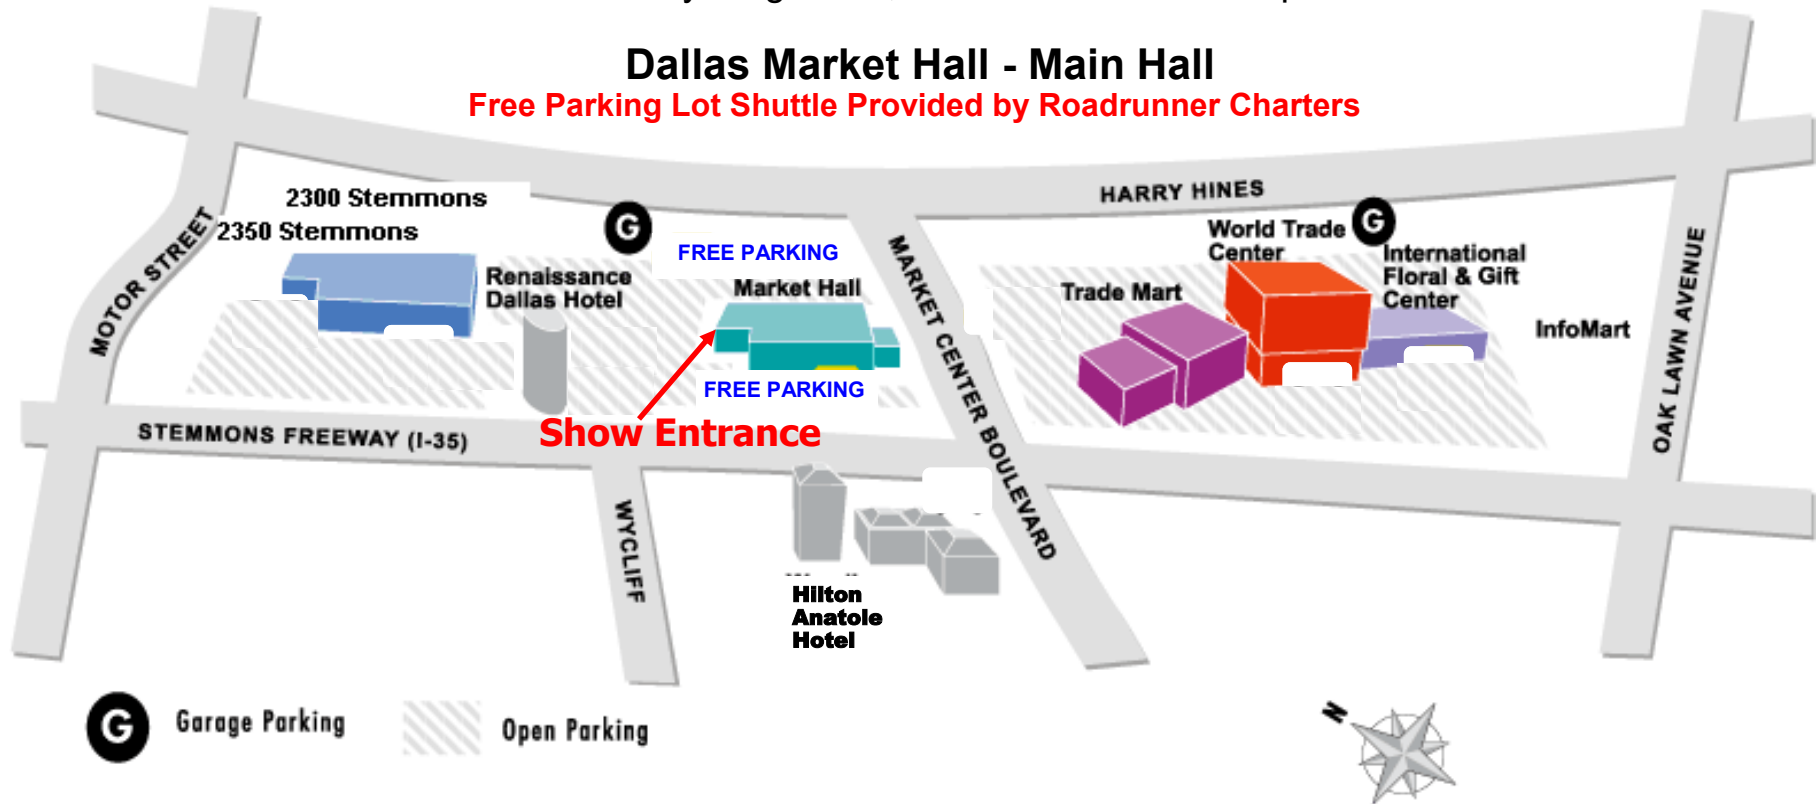 Dallas Market Hall - Main Hall
Free Parking Lot Shuttle Provided by Roadrunner Charters
HARRY HINES
2300 Stemmons
2350 Stemmons
MOTOR STREET
G
FREE PARKING
Renaissance
Dallas Hotel
Market Hall
MARKET CENTER BOULEVARD
World Trade
Center
G
International
Floral & Gift
Center
Trade Mart
InfoMart
OAK LAWN AVENUE
FREE PARKING
Show Entrance
STEMMONS FREEWAY (I-35)
WYCLIFF
Hilton
Anatole
Hotel
G
Garage Parking
Open Parking
N